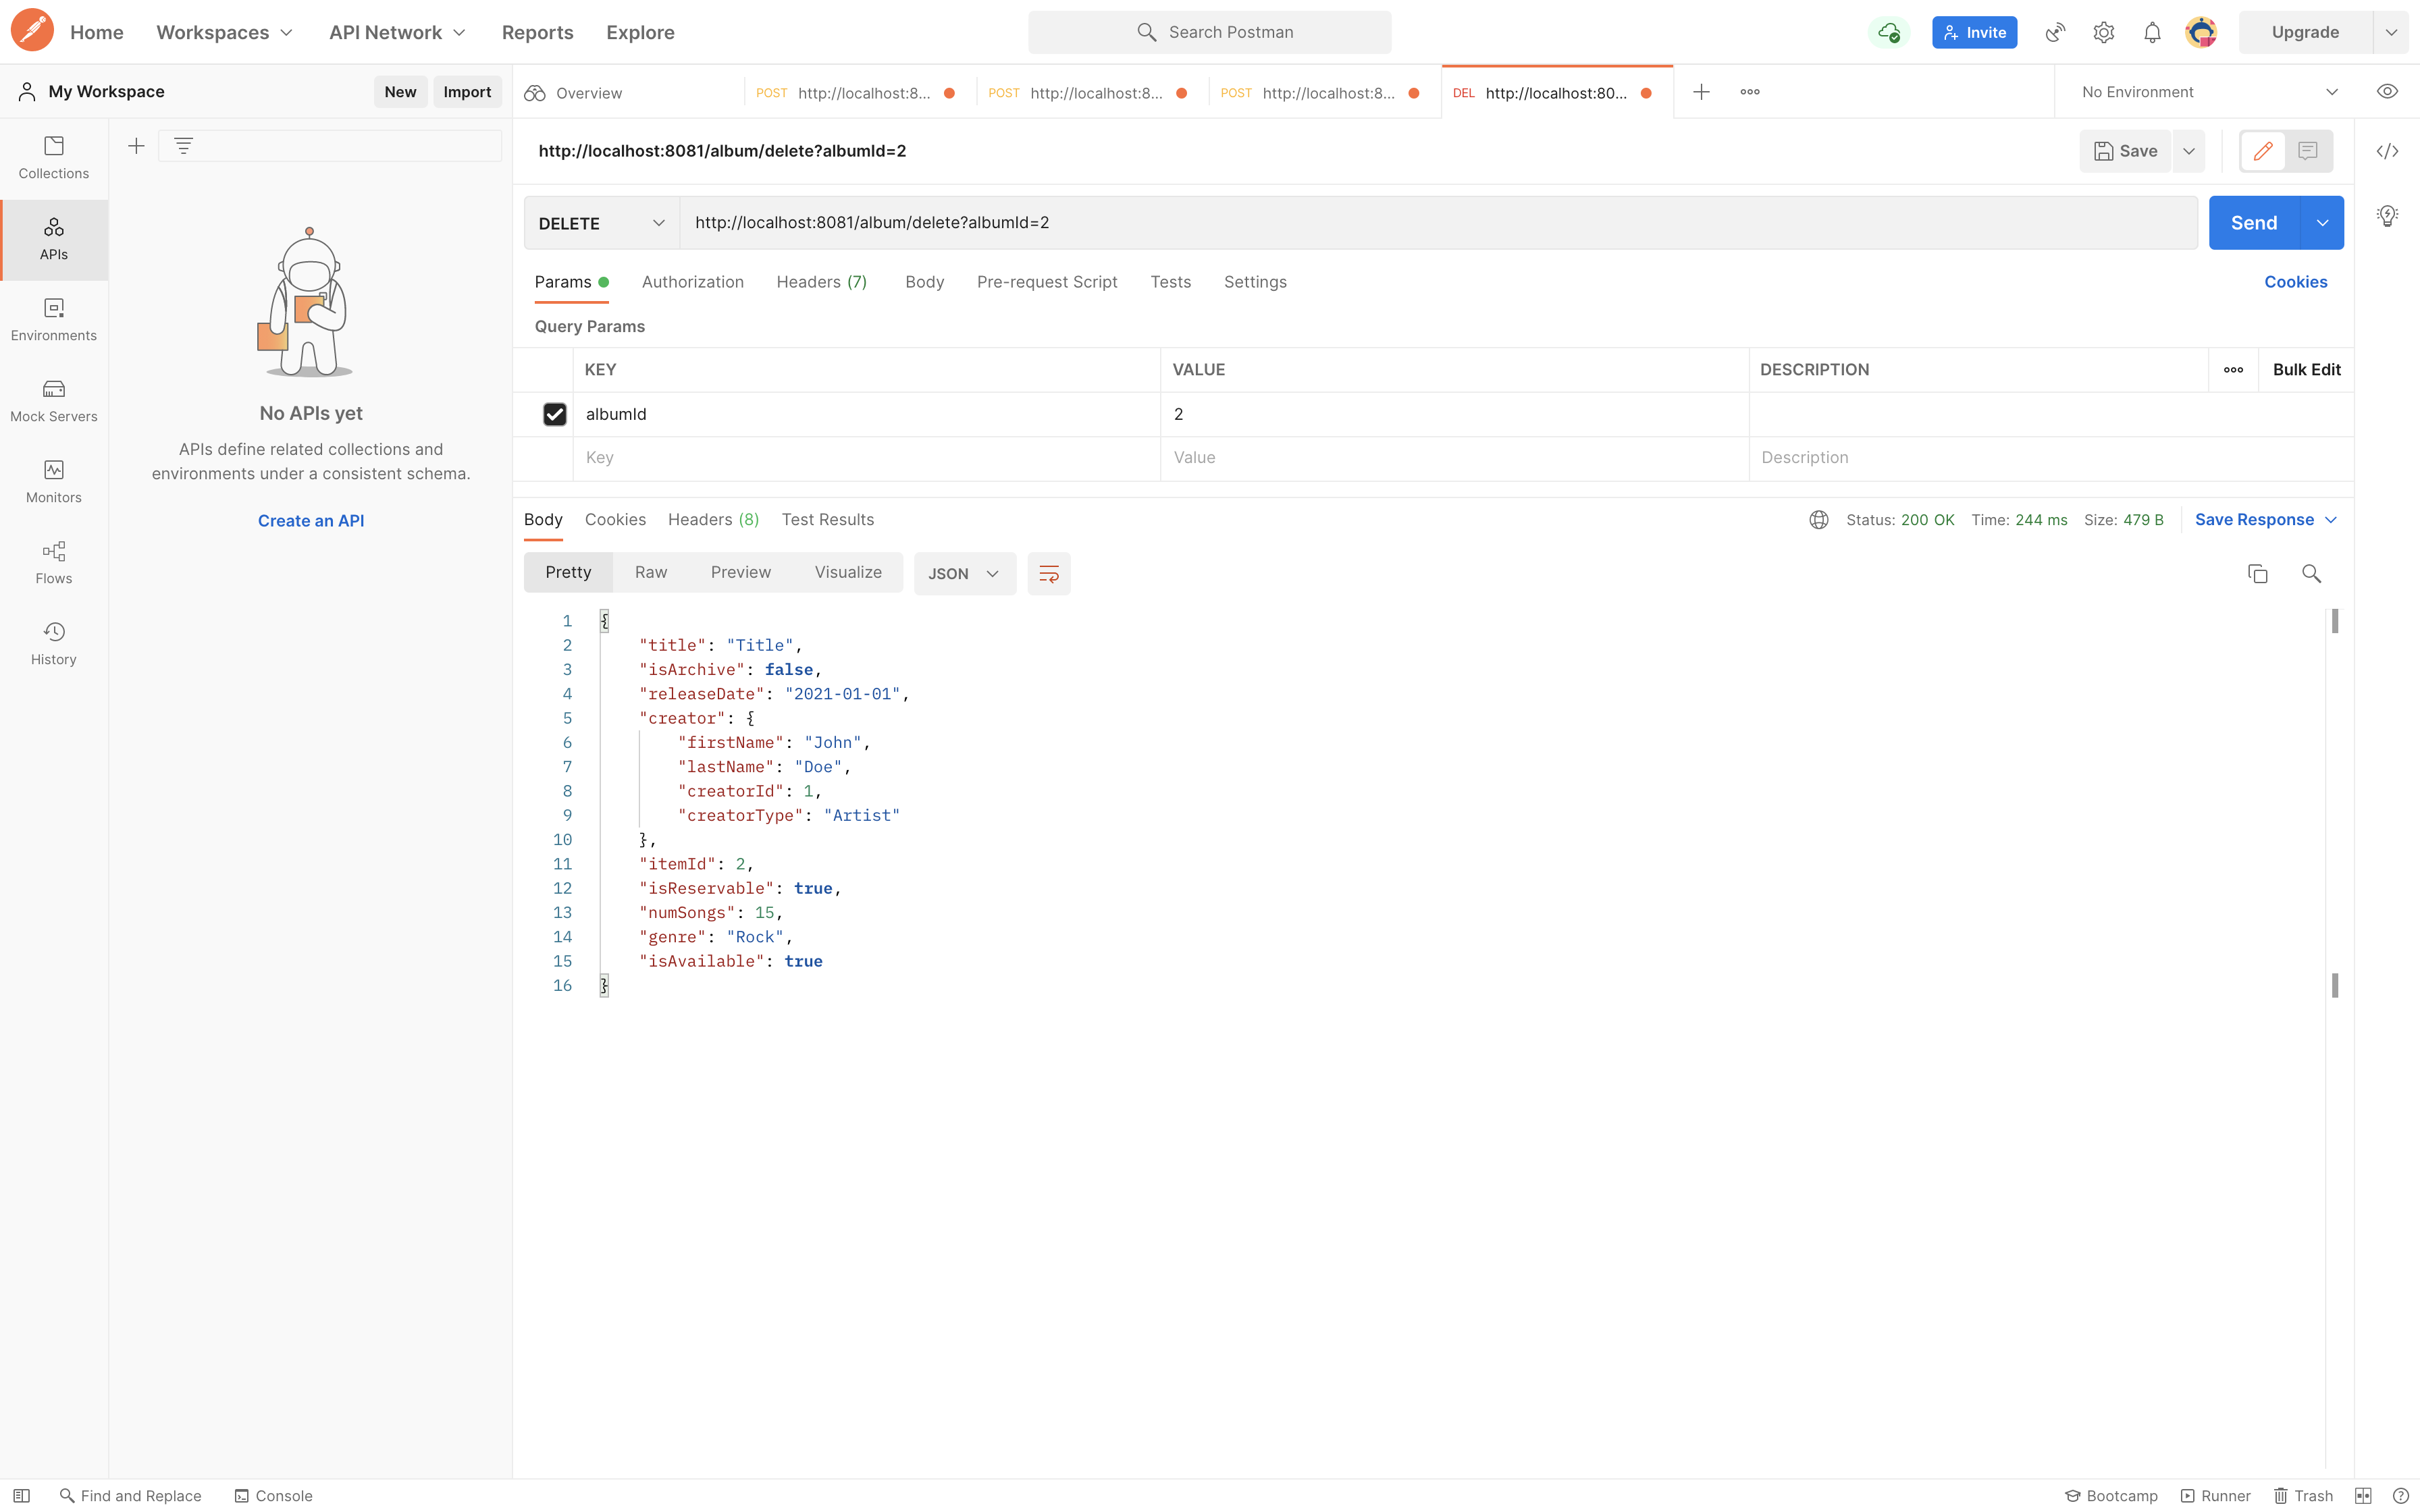 Home Workspaces API Network Reports Explore Search Postman Invite Upgrade
My Workspace New Import Overview POST http://localhost:8... POST http://localhost:8... POST http://localhost:8... DEL http://localhost:80... No Environment
Collections
APIs
Environments
Mock Servers
Monitors
Flows
History
No APIs yet
APIs define related collections and
environments under a consistent schema.
Create an API
http://localhost:8081/album/delete?albumId=2 Save
DELETE http://localhost:8081/album/delete?albumId=2 Send
Params Authorization Headers (7) Body Pre-request Script Tests Settings Cookies
Query Params
KEY VALUE DESCRIPTION Bulk Edit
albumId 2
Key Value Description
Body Cookies Headers (8) Test Results Status: 200 OK Time: 244 ms Size: 479 B Save Response
Pretty Raw Preview Visualize JSON
1 {
2 "title": "Title",
3 "isArchive": false,
4 "releaseDate": "2021-01-01",
5 "creator": {
6 "firstName": "John",
7 "lastName": "Doe",
8 "creatorId": 1,
9 "creatorType": "Artist"
10 },
11 "itemId": 2,
12 "isReservable": true,
13 "numSongs": 15,
14 "genre": "Rock",
15 "isAvailable": true
16 }
Find and Replace Console Bootcamp Runner Trash